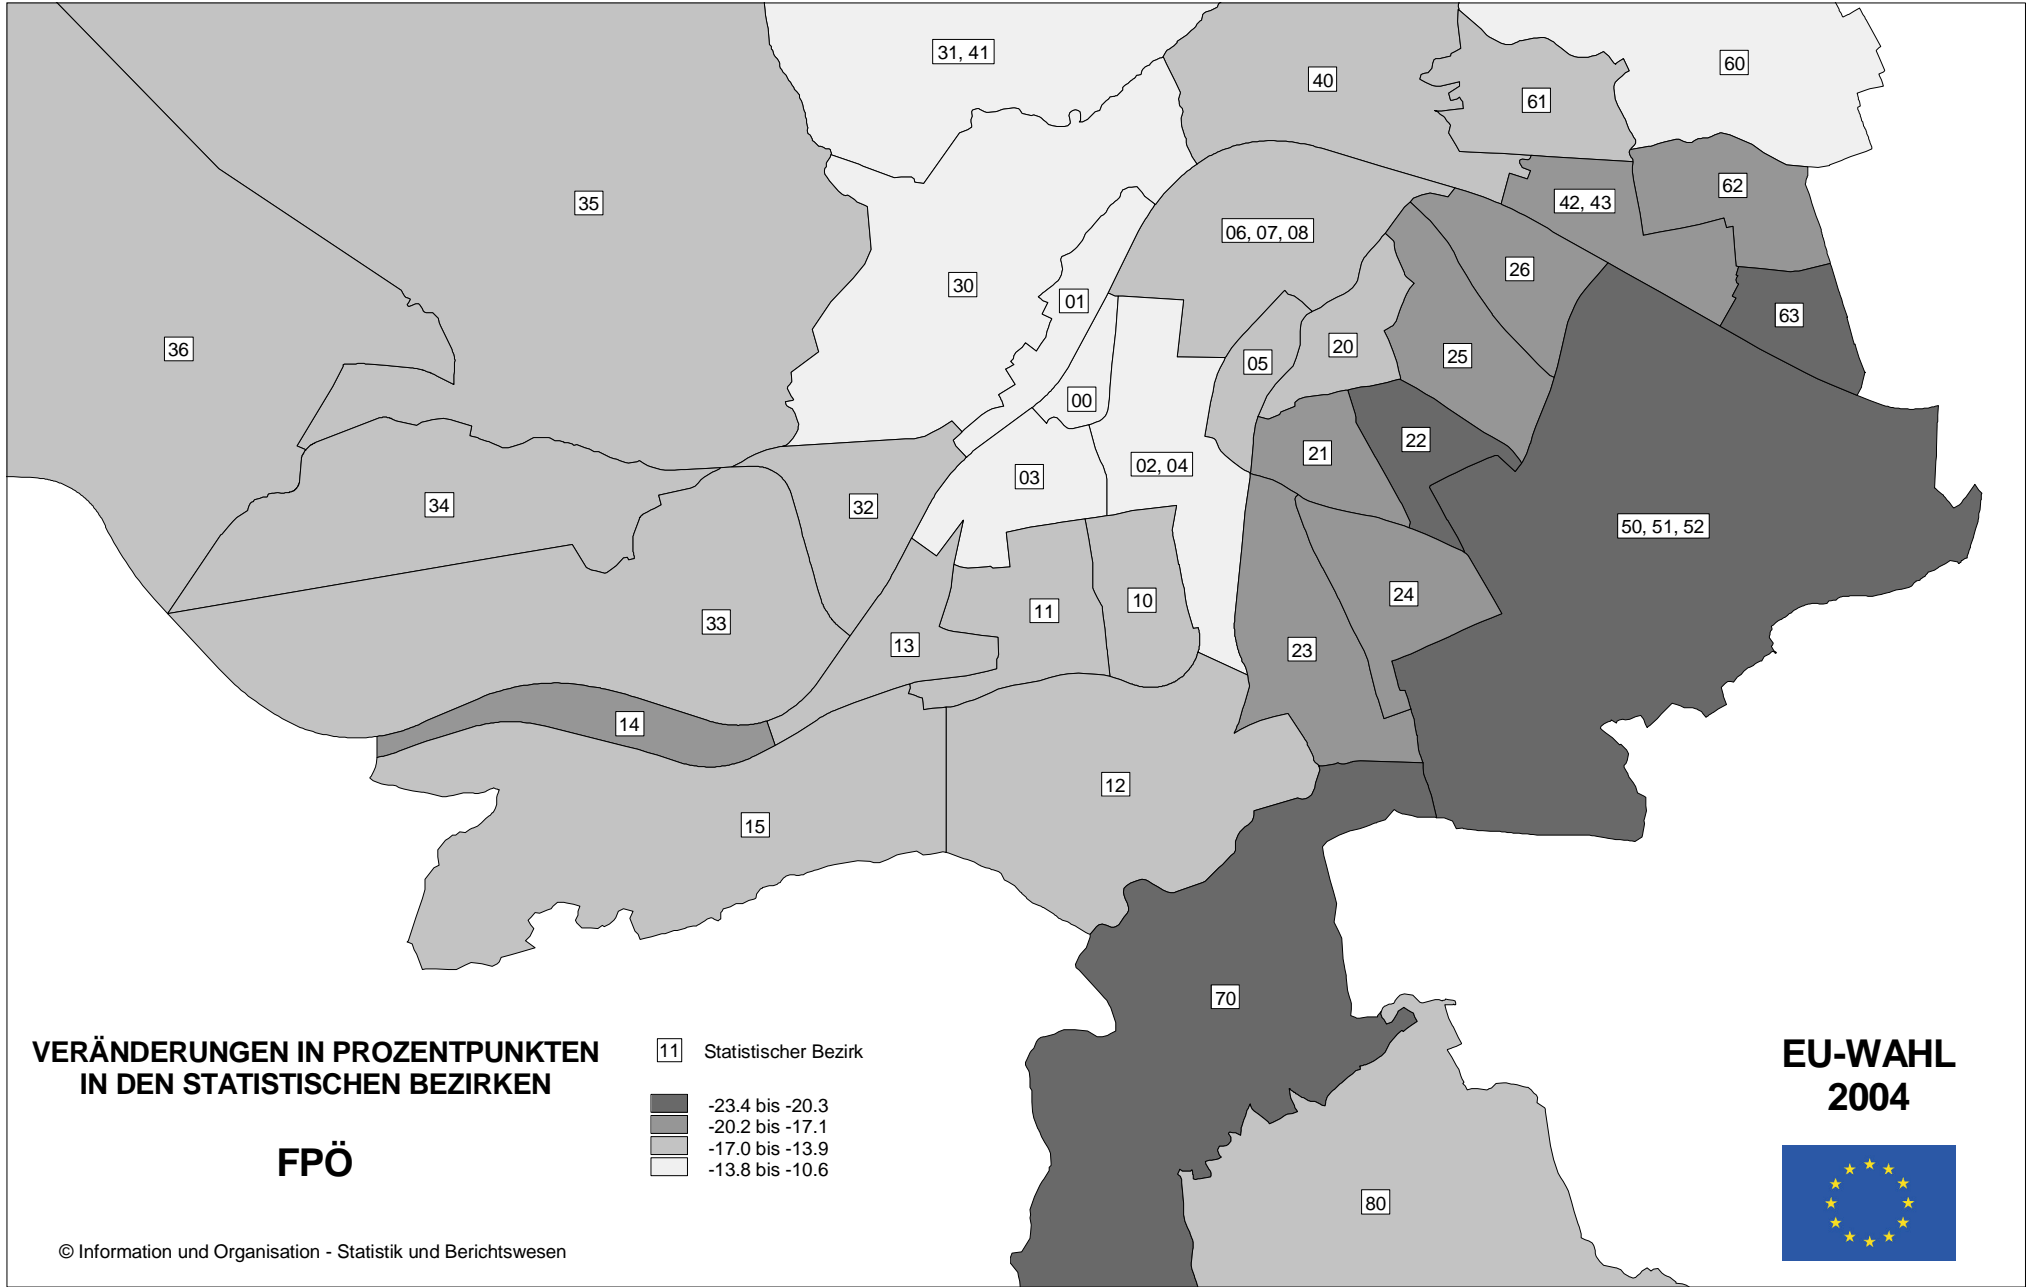 31, 41
60
40
61
62
35
42, 43
06, 07, 08
26
30
01
63
36
20
25
05
00
22
21
02, 04
03
34
32
50, 51, 52
24
10
11
33
13
23
14
12
15
70
80
VERÄNDERUNGEN IN PROZENTPUNKTEN
IN DEN STATISTISCHEN BEZIRKEN
FPÖ
11 Statistischer Bezirk
-23.4 bis -20.3
-20.2 bis -17.1
-17.0 bis -13.9
-13.8 bis -10.6
EU-WAHL
2004
© Information und Organisation - Statistik und Berichtswesen